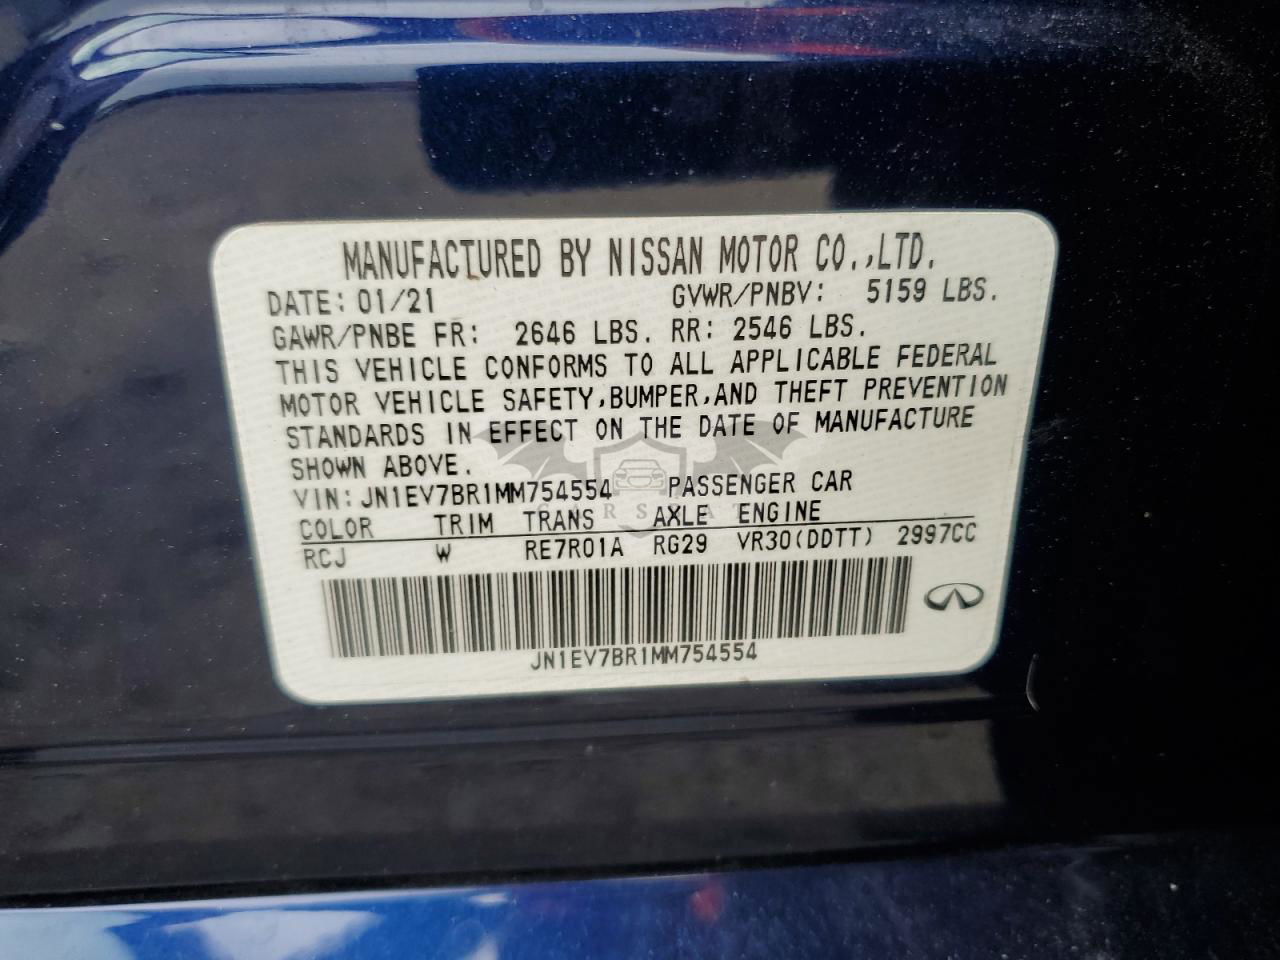 MANUFACTURED BY NISSAN MOTOR CO.,LTD.
DATE: 01/21 GVWR/PNBV: 5159 LBS.
GAWR/PNBE FR: 2646 LBS. RR: 2546 LBS.
THIS VEHICLE CONFORMS TO ALL APPLICABLE FEDERAL
MOTOR VEHICLE SAFETY,BUMPER,AND THEFT PREVENTION
STANDARDS IN EFFECT ON THE DATE OF MANUFACTURE
SHOWN ABOVE.
VIN:JN1EV7BR1MM754554 PASSENGER CAR
COLOR TRIM TRANS AXLE ENGINE
RCJ W RE7R01A RG29 VR30(DDTT) 2997CC
JN1EV7BR1MM754554